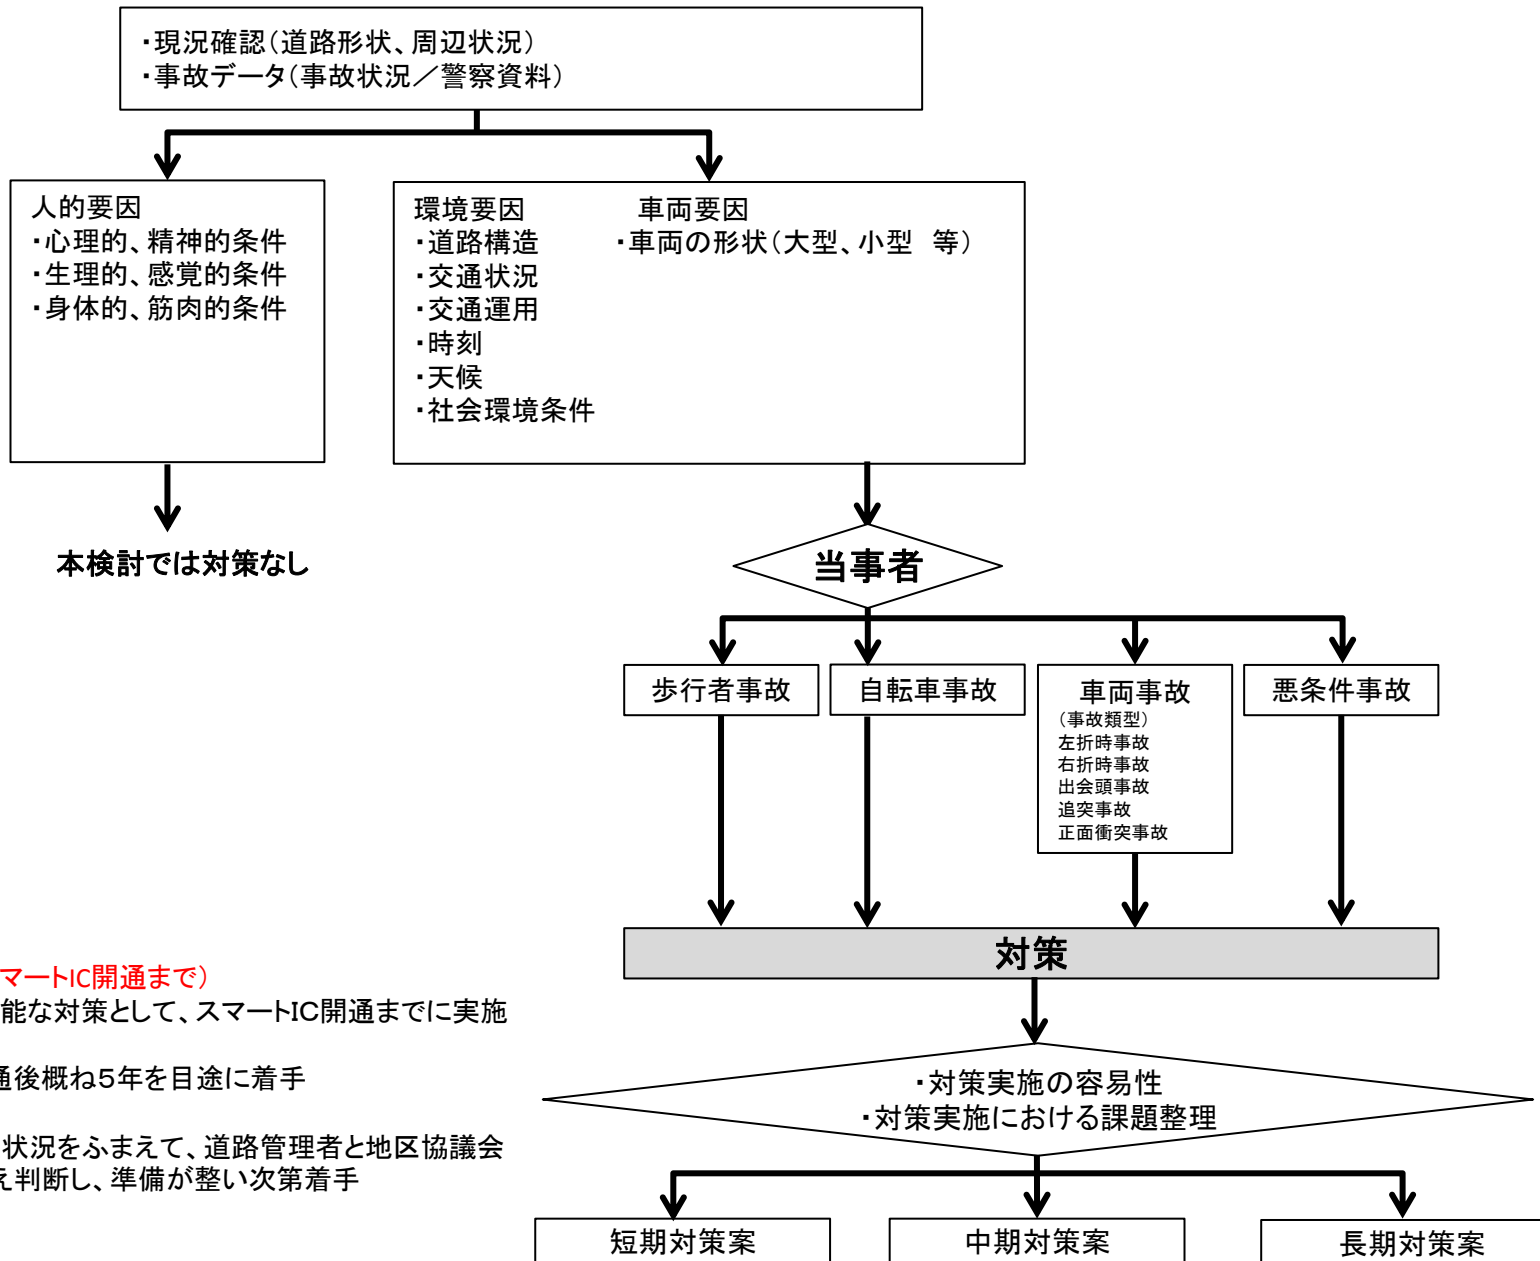 ・現況確認（道路形状、周辺状況）
・事故データ（事故状況／警察資料）
人的要因
・心理的、精神的条件
・生理的、感覚的条件
・身体的、筋肉的条件
環境要因　　　　車両要因
・道路構造　　　・車両の形状（大型、小型　等）
・交通状況
・交通運用
・時刻
・天候
・社会環境条件
本検討では対策なし
当事者
歩行者事故
自転車事故
車両事故
（事故類型）
左折時事故
右折時事故
出会頭事故
追突事故
正面衝突事故
悪条件事故
対策
マートIC開通まで）
能な対策として、スマートIC開通までに実施
通後概ね５年を目途に着手
状況をふまえて、道路管理者と地区協議会
え判断し、準備が整い次第着手
・対策実施の容易性
・対策実施における課題整理
短期対策案
中期対策案
長期対策案